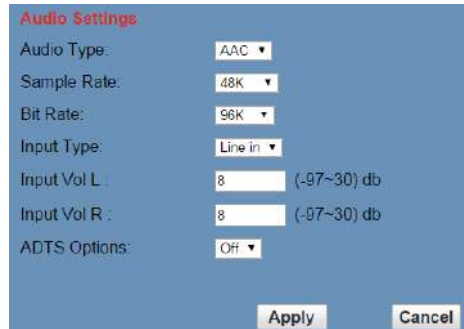 Audio Settings
Audio Type: AAC
Sample Rate: 48K
Bit Rate: 96K
Input Type: Line in
Input Vol L : 8 (-97~30) db
Input Vol R : 8 (-97~30) db
ADTS Options: Off
Apply Cancel